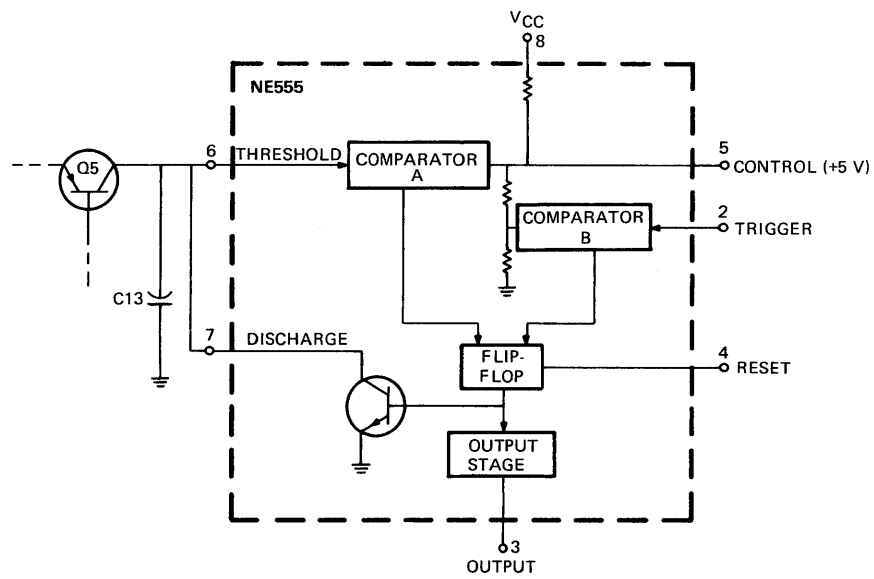 VCC
8
NE555
Q5
6
THRESHOLD
COMPARATOR
A
5
CONTROL (+5 V)
COMPARATOR
B
2
TRIGGER
C13
7
DISCHARGE
FLIP-
FLOP
4
RESET
OUTPUT
STAGE
3
OUTPUT